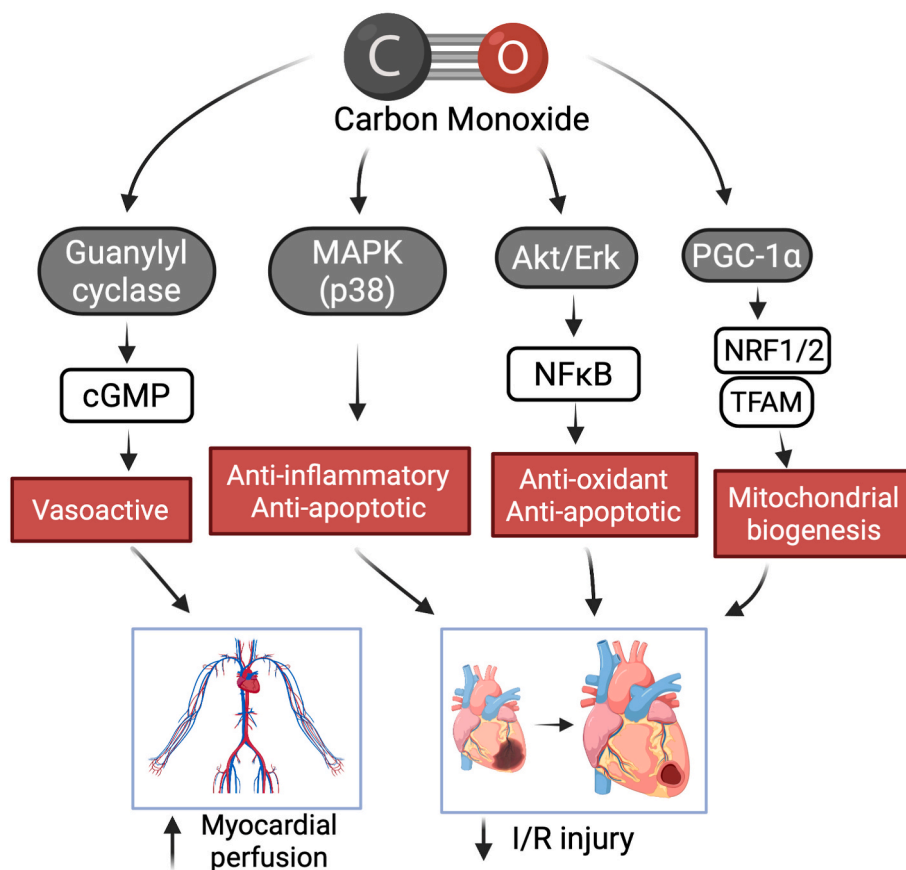 C
O
Carbon Monoxide
Guanylyl
cyclase
MAPK
(p38)
Akt/Erk
PGC-1α
cGMP
NFκB
NRF1/2
TFAM
Vasoactive
Anti-inflammatory
Anti-apoptotic
Anti-oxidant
Anti-apoptotic
Mitochondrial
biogenesis
Myocardial
perfusion
I/R injury